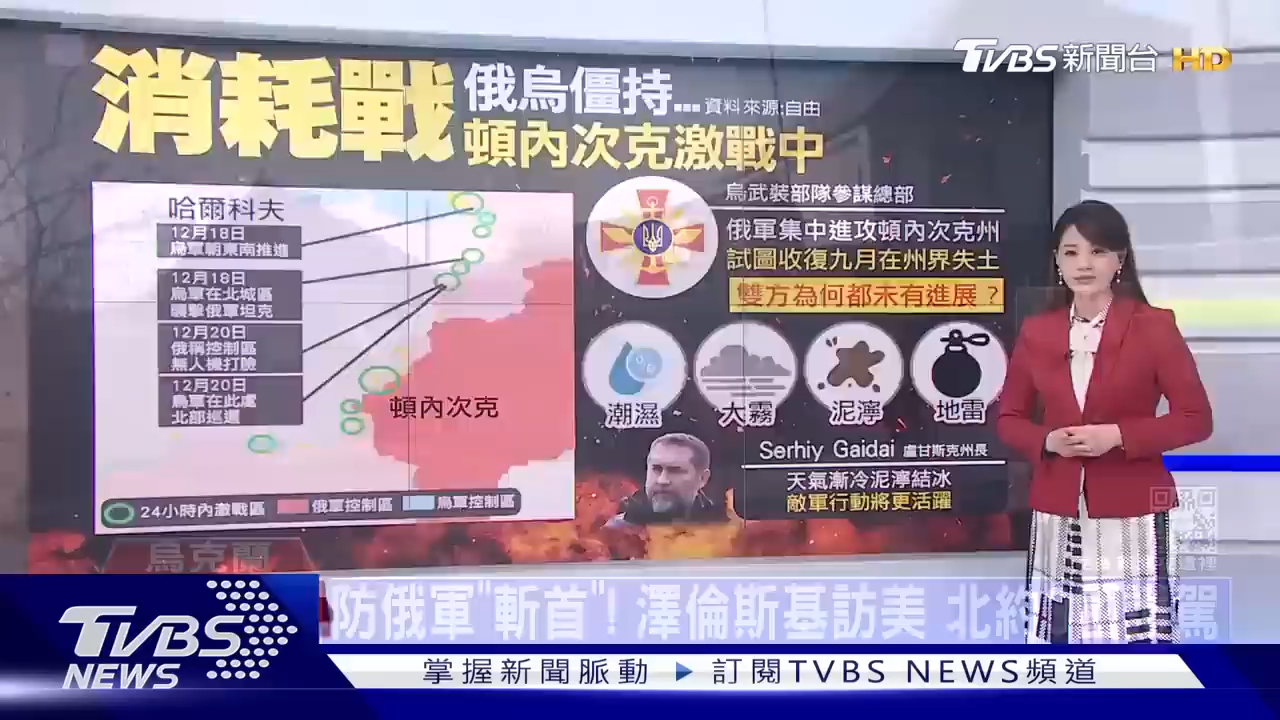 TVBS新聞台 HD
消耗戰
俄烏僵持...資料來源:自由
頓內次克激戰中
哈爾科夫
12月18日
烏軍朝東南推進
12月18日
烏軍在北城區
襲擊俄軍坦克
12月20日
俄稱控制區
無人機打臉
12月20日
烏軍在此處
北部巡邏
頓內次克
24小時內激戰區 俄軍控制區 烏軍控制區
烏武裝部隊參謀總部
俄軍集中進攻頓內次克州
試圖收復九月在州界失土
雙方為何都未有進展？
潮濕 大霧 泥濘 地雷
Serhiy Gaidai 盧甘斯克州長
天氣漸冷泥濘結冰
敵軍行動將更活躍
烏克蘭
防俄軍"斬首"! 澤倫斯基訪美 北約
駕
TVBS
NEWS
掌握新聞脈動 訂閱TVBS NEWS頻道